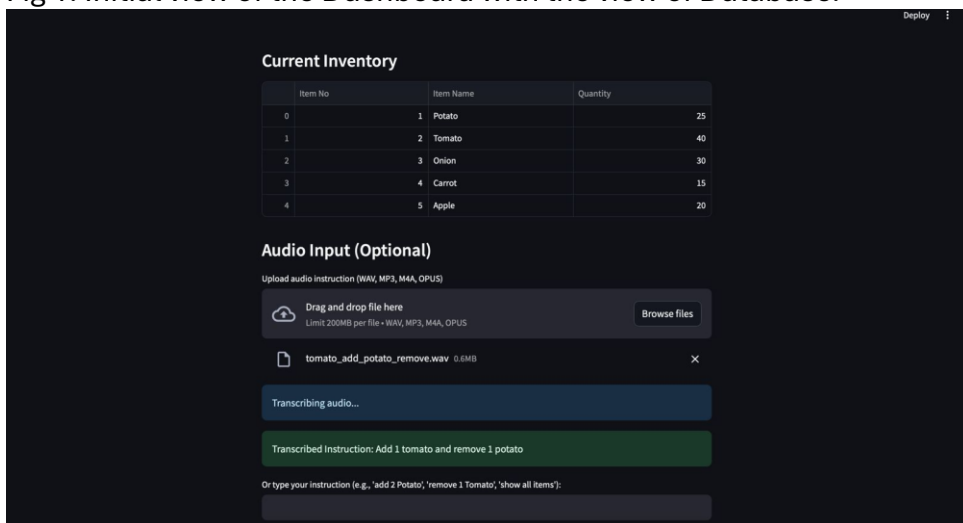 Fig 1. Initial view of the Dashboard with the view of Database.
Deploy
Current Inventory
Item No Item Name Quantity
0 1 Potato 25
1 2 Tomato 40
2 3 Onion 30
3 4 Carrot 15
4 5 Apple 20
Audio Input (Optional)
Upload audio instruction (WAV, MP3, M4A, OPUS)
Drag and drop file here
Browse files
Limit 200MB per file • WAV, MP3, M4A, OPUS
tomato_add_potato_remove.wav 0.6MB
Transcribing audio...
Transcribed Instruction: Add 1 tomato and remove 1 potato
Or type your instruction (e.g., 'add 2 Potato', 'remove 1 Tomato', 'show all items'):